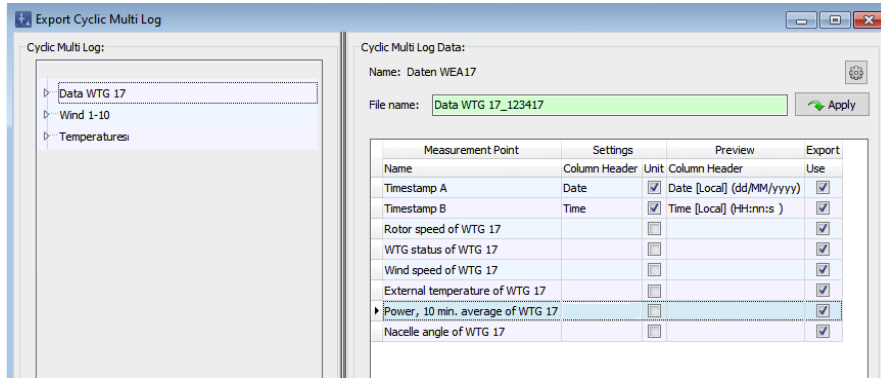 Export Cyclic Multi Log
Cyclic Multi Log:
Data WTG 17
Wind 1-10
Temperatures
Cyclic Multi Log Data:
Name: Daten WEA17
File name: Data WTG 17_123417 Apply
Measurement Point Settings Preview Export
Name Column Header Unit Column Header Use
Timestamp A Date Date [Local] (dd/MM/yyyy)
Timestamp B Time Time [Local] (HH:nn:s )
Rotor speed of WTG 17
WTG status of WTG 17
Wind speed of WTG 17
External temperature of WTG 17
Power, 10 min. average of WTG 17
Nacelle angle of WTG 17